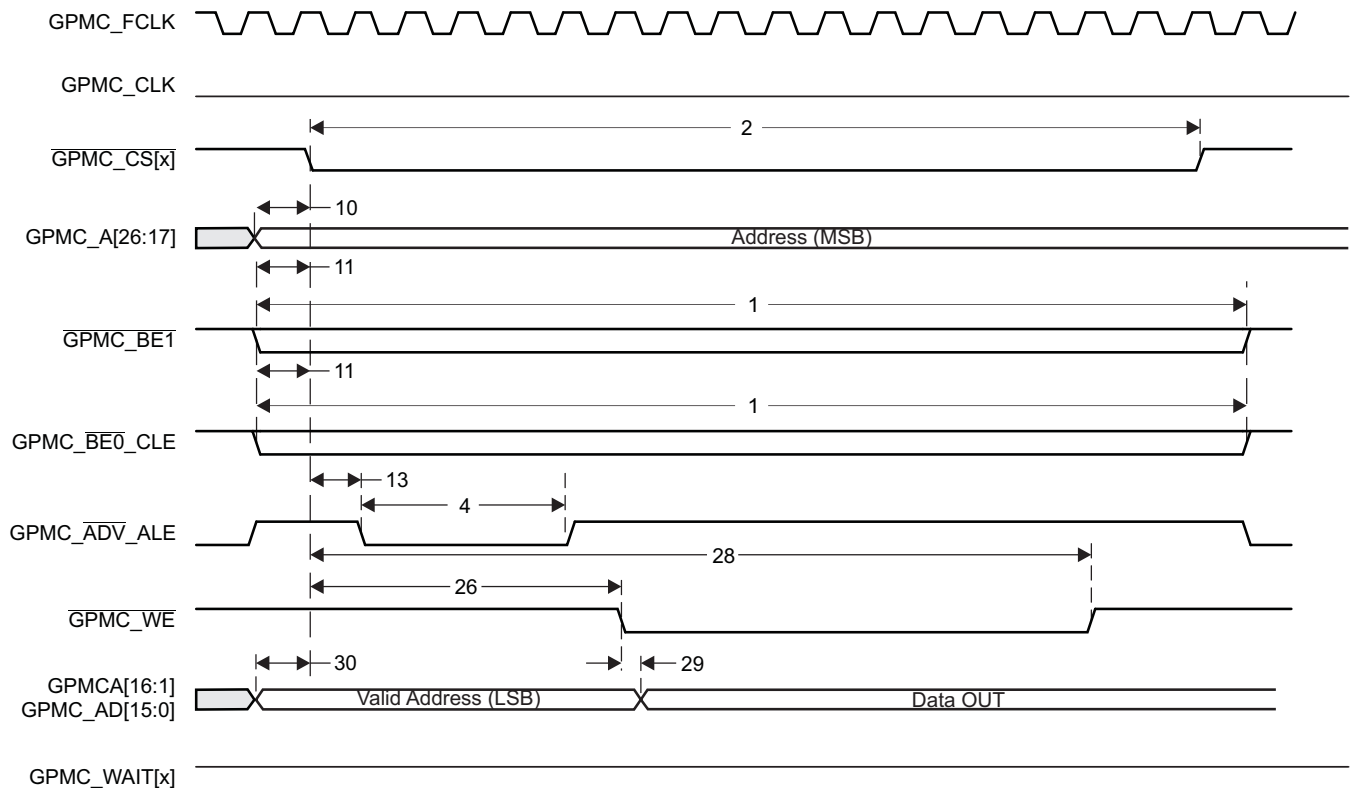 GPMC_FCLK
GPMC_CLK
2
GPMC_CS[x]
10
GPMC_A[26:17]
Address (MSB)
11
1
GPMC_BE1
11
1
GPMC_BE0_CLE
13
4
GPMC_ADV_ALE
28
26
GPMC_WE
30
29
GPMCA[16:1]
GPMC_AD[15:0]
Valid Address (LSB)
Data OUT
GPMC_WAIT[x]